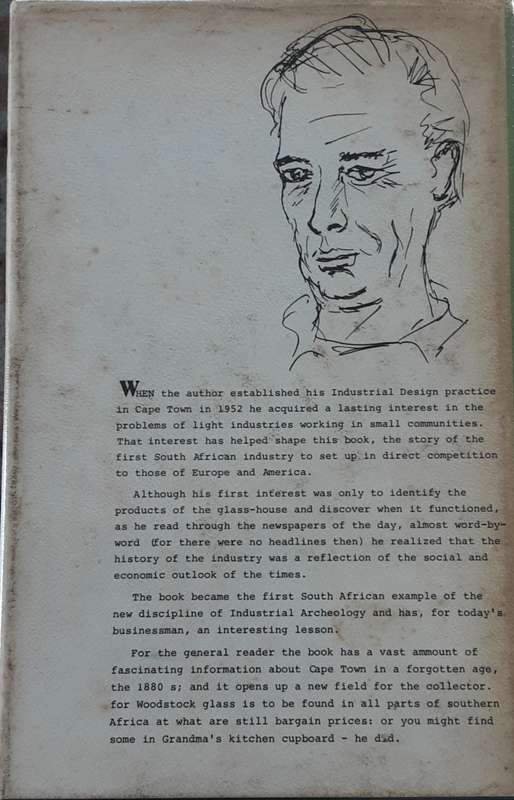 WHEN the author established his Industrial Design practice
in Cape Town in 1952 he acquired a lasting interest in the
problems of light industries working in small communities.
That interest has helped shape this book, the story of the
first South African industry to set up in direct competition
to those of Europe and America.
Although his first interest was only to identify the
products of the glass-house and discover when it functioned,
as he read through the newspapers of the day, almost word-by-
word (for there were no headlines then) he realized that the
history of the industry was a reflection of the social and
economic outlook of the times.
The book became the first South African example of the
new discipline of Industrial Archeology and has, for today's
businessman, an interesting lesson.
For the general reader the book has a vast ammount of
fascinating information about Cape Town in a forgotten age,
the 1880 s; and it opens up a new field for the collector.
for Woodstock glass is to be found in all parts of southern
Africa at what are still bargain prices: or you might find
some in Grandma's kitchen cupboard - he did.